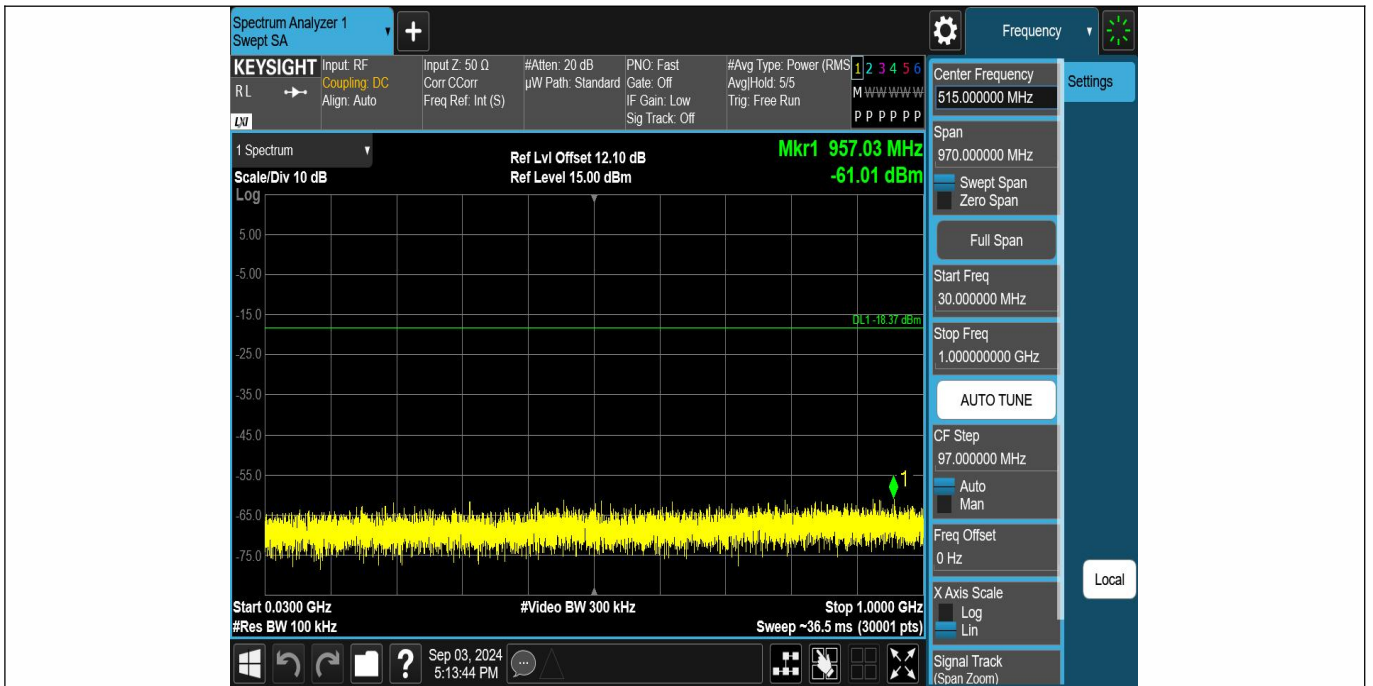 Spectrum Analyzer 1
Swept SA
+
Frequency
KEYSIGHT
RL
LXI
Input: RF
Coupling: DC
Align: Auto
Input Z: 50 Ω
Corr CCorr
Freq Ref: Int (S)
#Atten: 20 dB
µW Path: Standard
PNO: Fast
Gate: Off
IF Gain: Low
Sig Track: Off
#Avg Type: Power (RMS
Avg|Hold: 5/5
Trig: Free Run
1 2 3 4 5 6
M W W W W W
P P P P P P
1 Spectrum
Scale/Div 10 dB
Ref Lvl Offset 12.10 dB
Ref Level 15.00 dBm
Mkr1 957.03 MHz
-61.01 dBm
Log
5.00
-5.00
-15.0
DL1 -18.37 dBm
-25.0
-35.0
-45.0
-55.0
1
-65.0
-75.0
Start 0.0300 GHz
#Video BW 300 kHz
Stop 1.0000 GHz
#Res BW 100 kHz
Sweep ~36.5 ms (30001 pts)
Center Frequency
515.000000 MHz
Settings
Span
970.000000 MHz
Swept Span
Zero Span
Full Span
Start Freq
30.000000 MHz
Stop Freq
1.000000000 GHz
AUTO TUNE
CF Step
97.000000 MHz
Auto
Man
Freq Offset
0 Hz
X Axis Scale
Log
Lin
Local
Signal Track
(Span Zoom)
?
Sep 03, 2024
5:13:44 PM